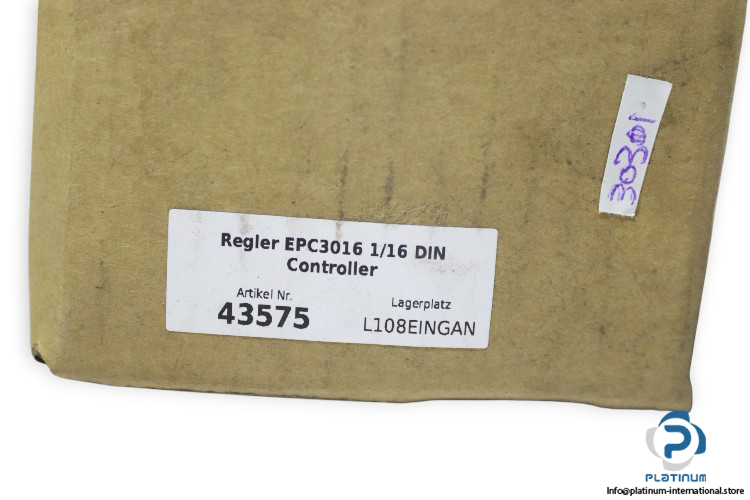 30301
Regler EPC3016 1/16 DIN
Controller
Artikel Nr.
43575
Lagerplatz
L108EINGAN
PLATINUM
Info@platinum-international.store